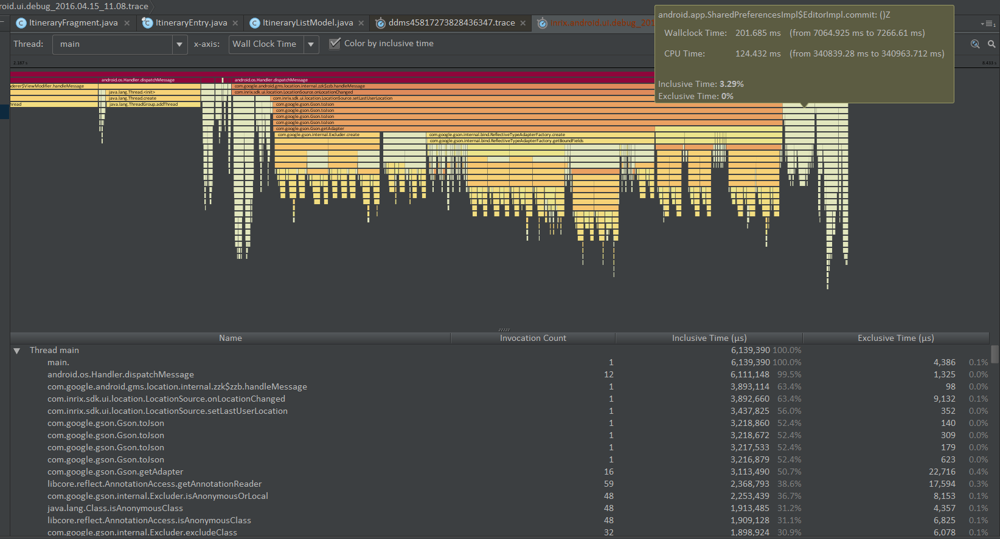 roid.ui.debug_2016.04.15_11.08.trace
ItineraryFragment.java
ItineraryEntry.java
ItineraryListModel.java
ddms45817273828436347.trace
inrix.android.ui.debug_201
Thread: main x-axis: Wall Clock Time Color by inclusive time
android.app.SharedPreferencesImpl$EditorImpl.commit: ()Z
Wallclock Time: 201.685 ms (from 7064.925 ms to 7266.61 ms)
CPU Time: 124.432 ms (from 340839.28 ms to 340963.712 ms)
Inclusive Time: 3.29%
Exclusive Time: 0%
2.187 s 8.433 s
android.os.Handler.dispatchMessage android.os.Handler.dispatchMessage
derer$ViewModifier.handleMessage com.google.android.gms.location.internal.zzk$zzb.handleMessage
java.lang.Thread.<init> com.inrix.sdk.ui.location.LocationSource.onLocationChanged
java.lang.Thread.create com.inrix.sdk.ui.location.LocationSource.setLastUserLocation
hread java.lang.ThreadGroup.addThread com.google.gson.Gson.toJson
com.google.gson.Gson.toJson
com.google.gson.Gson.toJson
com.google.gson.Gson.toJson
com.google.gson.Gson.getAdapter
com.google.gson.internal.Excluder.create com.google.gson.internal.bind.ReflectiveTypeAdapterFactory.create
com.google.gson.internal.bind.ReflectiveTypeAdapterFactory.getBoundFields
Name Invocation Count Inclusive Time (µs) Exclusive Time (µs)
Thread main 6,139,390 100.0%
main. 1 6,139,390 100.0% 4,386 0.1%
android.os.Handler.dispatchMessage 12 6,111,148 99.5% 1,325 0.0%
com.google.android.gms.location.internal.zzk$zzb.handleMessage 1 3,893,114 63.4% 98 0.0%
com.inrix.sdk.ui.location.LocationSource.onLocationChanged 1 3,892,660 63.4% 9,132 0.1%
com.inrix.sdk.ui.location.LocationSource.setLastUserLocation 1 3,437,825 56.0% 352 0.0%
com.google.gson.Gson.toJson 1 3,218,860 52.4% 140 0.0%
com.google.gson.Gson.toJson 1 3,218,672 52.4% 309 0.0%
com.google.gson.Gson.toJson 1 3,217,533 52.4% 179 0.0%
com.google.gson.Gson.toJson 1 3,216,879 52.4% 623 0.0%
com.google.gson.Gson.getAdapter 16 3,113,490 50.7% 22,716 0.4%
libcore.reflect.AnnotationAccess.getAnnotationReader 59 2,368,793 38.6% 17,594 0.3%
com.google.gson.internal.Excluder.isAnonymousOrLocal 48 2,253,439 36.7% 8,153 0.1%
java.lang.Class.isAnonymousClass 48 1,913,485 31.2% 4,357 0.1%
libcore.reflect.AnnotationAccess.isAnonymousClass 48 1,909,128 31.1% 6,825 0.1%
com.google.gson.internal.Excluder.excludeClass 32 1,898,924 30.9% 6,078 0.1%